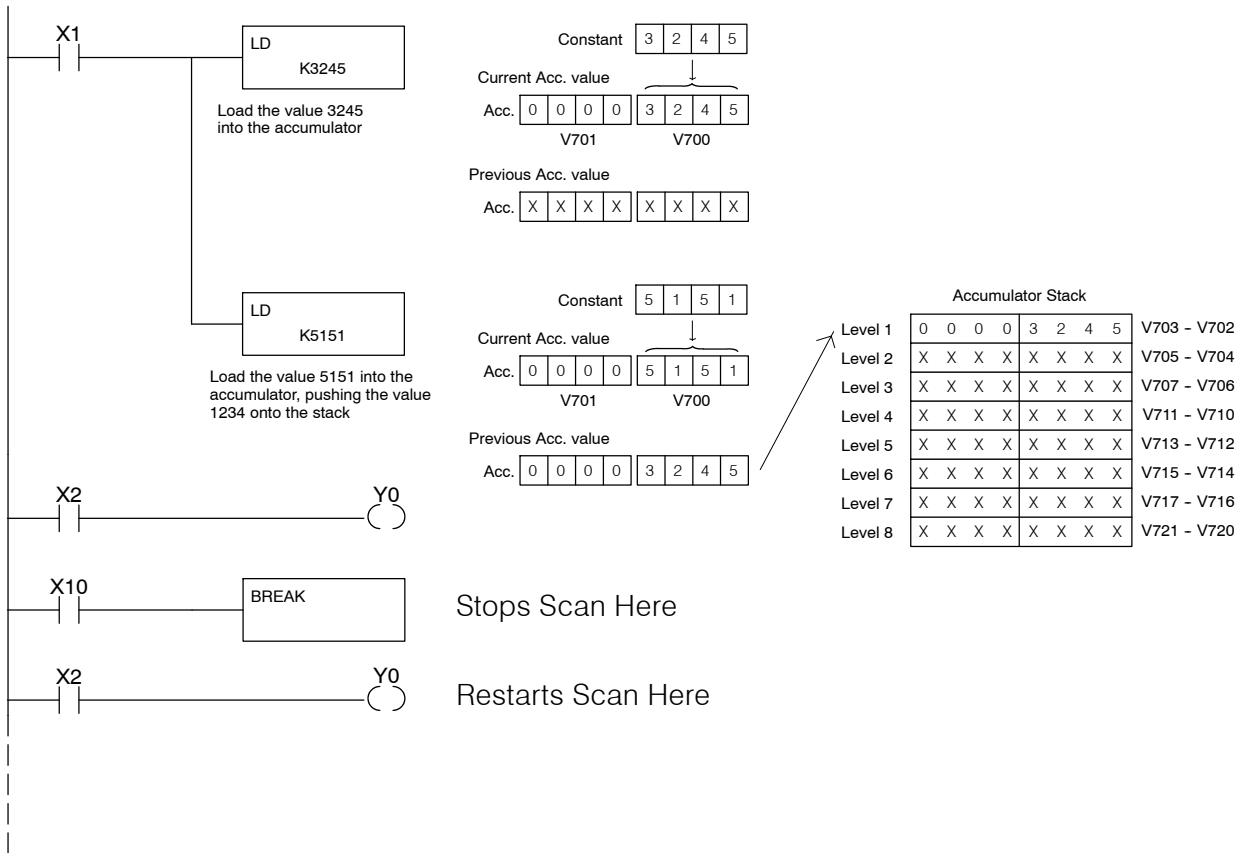 X1
LD
K3245
Load the value 3245
into the accumulator
Constant 3 2 4 5
Current Acc. value
Acc. 0 0 0 0 3 2 4 5
V701 V700
Previous Acc. value
Acc. X X X X X X X X
LD
K5151
Load the value 5151 into the
accumulator, pushing the value
1234 onto the stack
Constant 5 1 5 1
Current Acc. value
Acc. 0 0 0 0 5 1 5 1
V701 V700
Previous Acc. value
Acc. 0 0 0 0 3 2 4 5
Accumulator Stack
Level 1 0 0 0 0 3 2 4 5 V703 - V702
Level 2 X X X X X X X X V705 - V704
Level 3 X X X X X X X X V707 - V706
Level 4 X X X X X X X X V711 - V710
Level 5 X X X X X X X X V713 - V712
Level 6 X X X X X X X X V715 - V714
Level 7 X X X X X X X X V717 - V716
Level 8 X X X X X X X X V721 - V720
X2 Y0
X10 BREAK Stops Scan Here
X2 Y0 Restarts Scan Here